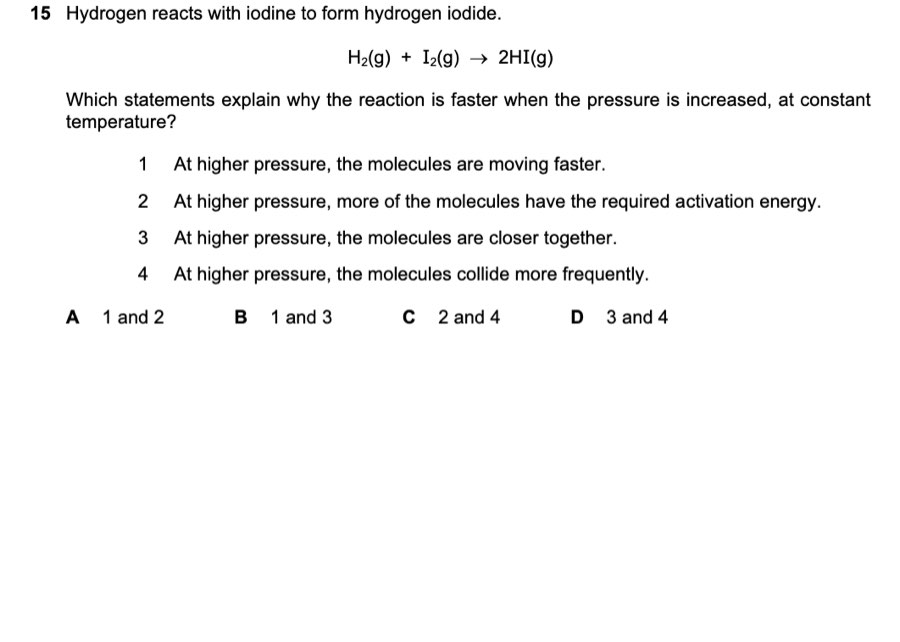 15 Hydrogen reacts with iodine to form hydrogen iodide.
H₂(g) + I₂(g) → 2HI(g)
Which statements explain why the reaction is faster when the pressure is increased, at constant
temperature?
1 At higher pressure, the molecules are moving faster.
2 At higher pressure, more of the molecules have the required activation energy.
3 At higher pressure, the molecules are closer together.
4 At higher pressure, the molecules collide more frequently.
A 1 and 2 B 1 and 3 C 2 and 4 D 3 and 4